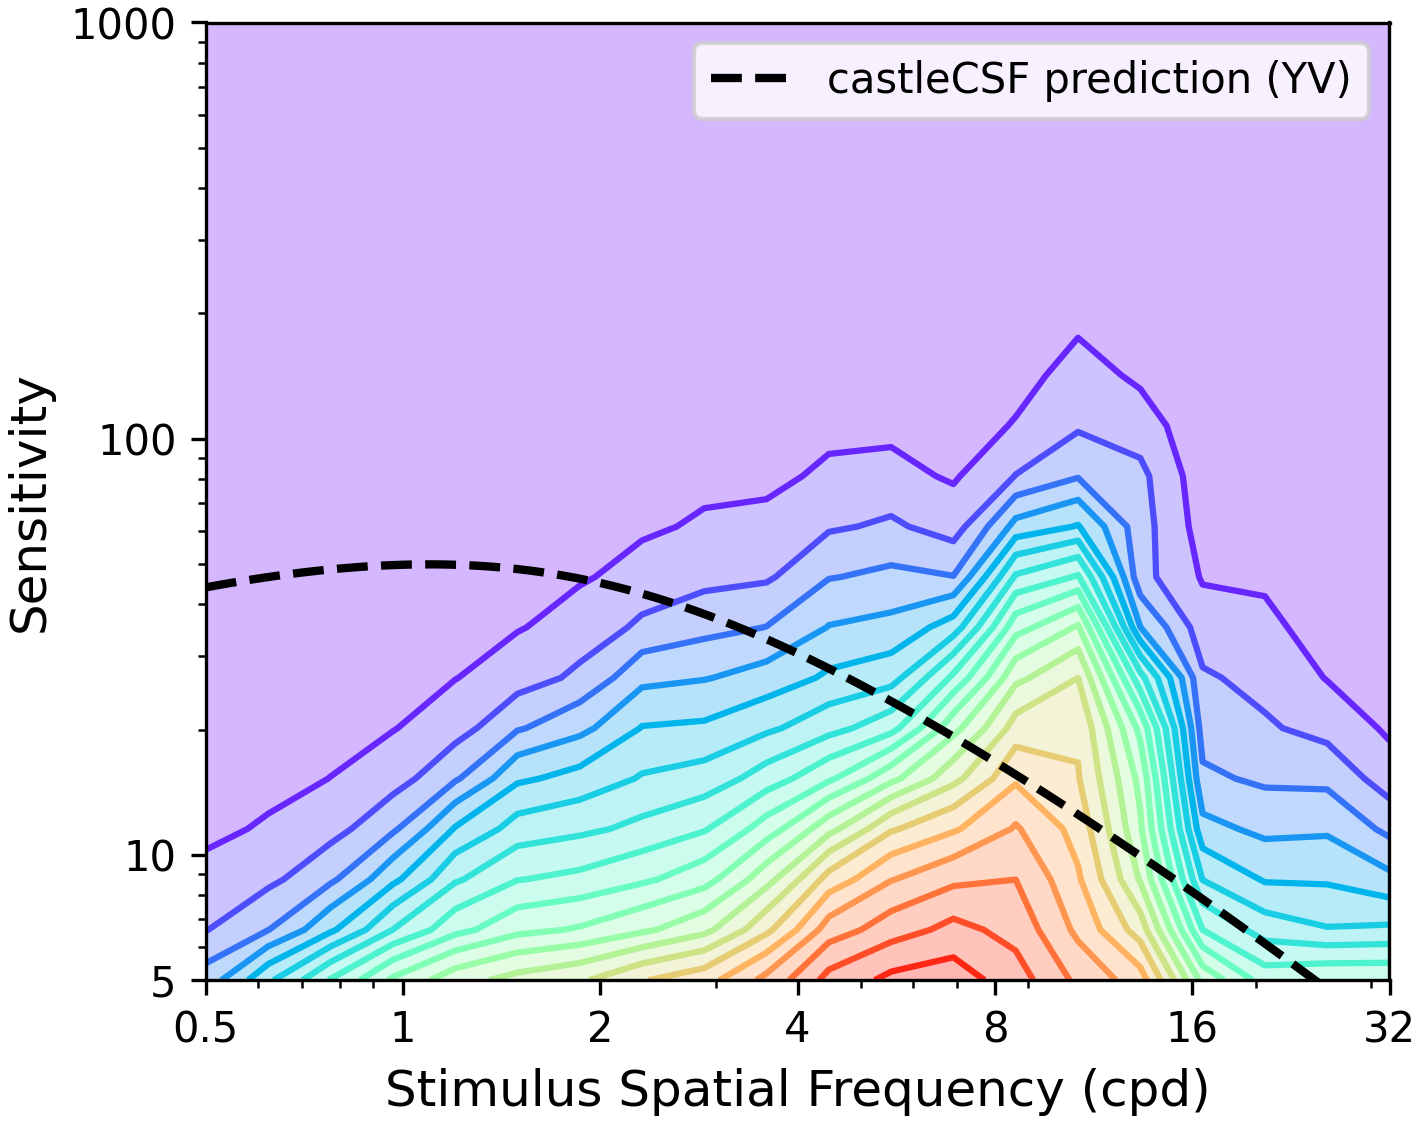 1000
castleCSF prediction (YV)
100
Sensitivity
10
5
0.5 1 2 4 8 16 32
Stimulus Spatial Frequency (cpd)